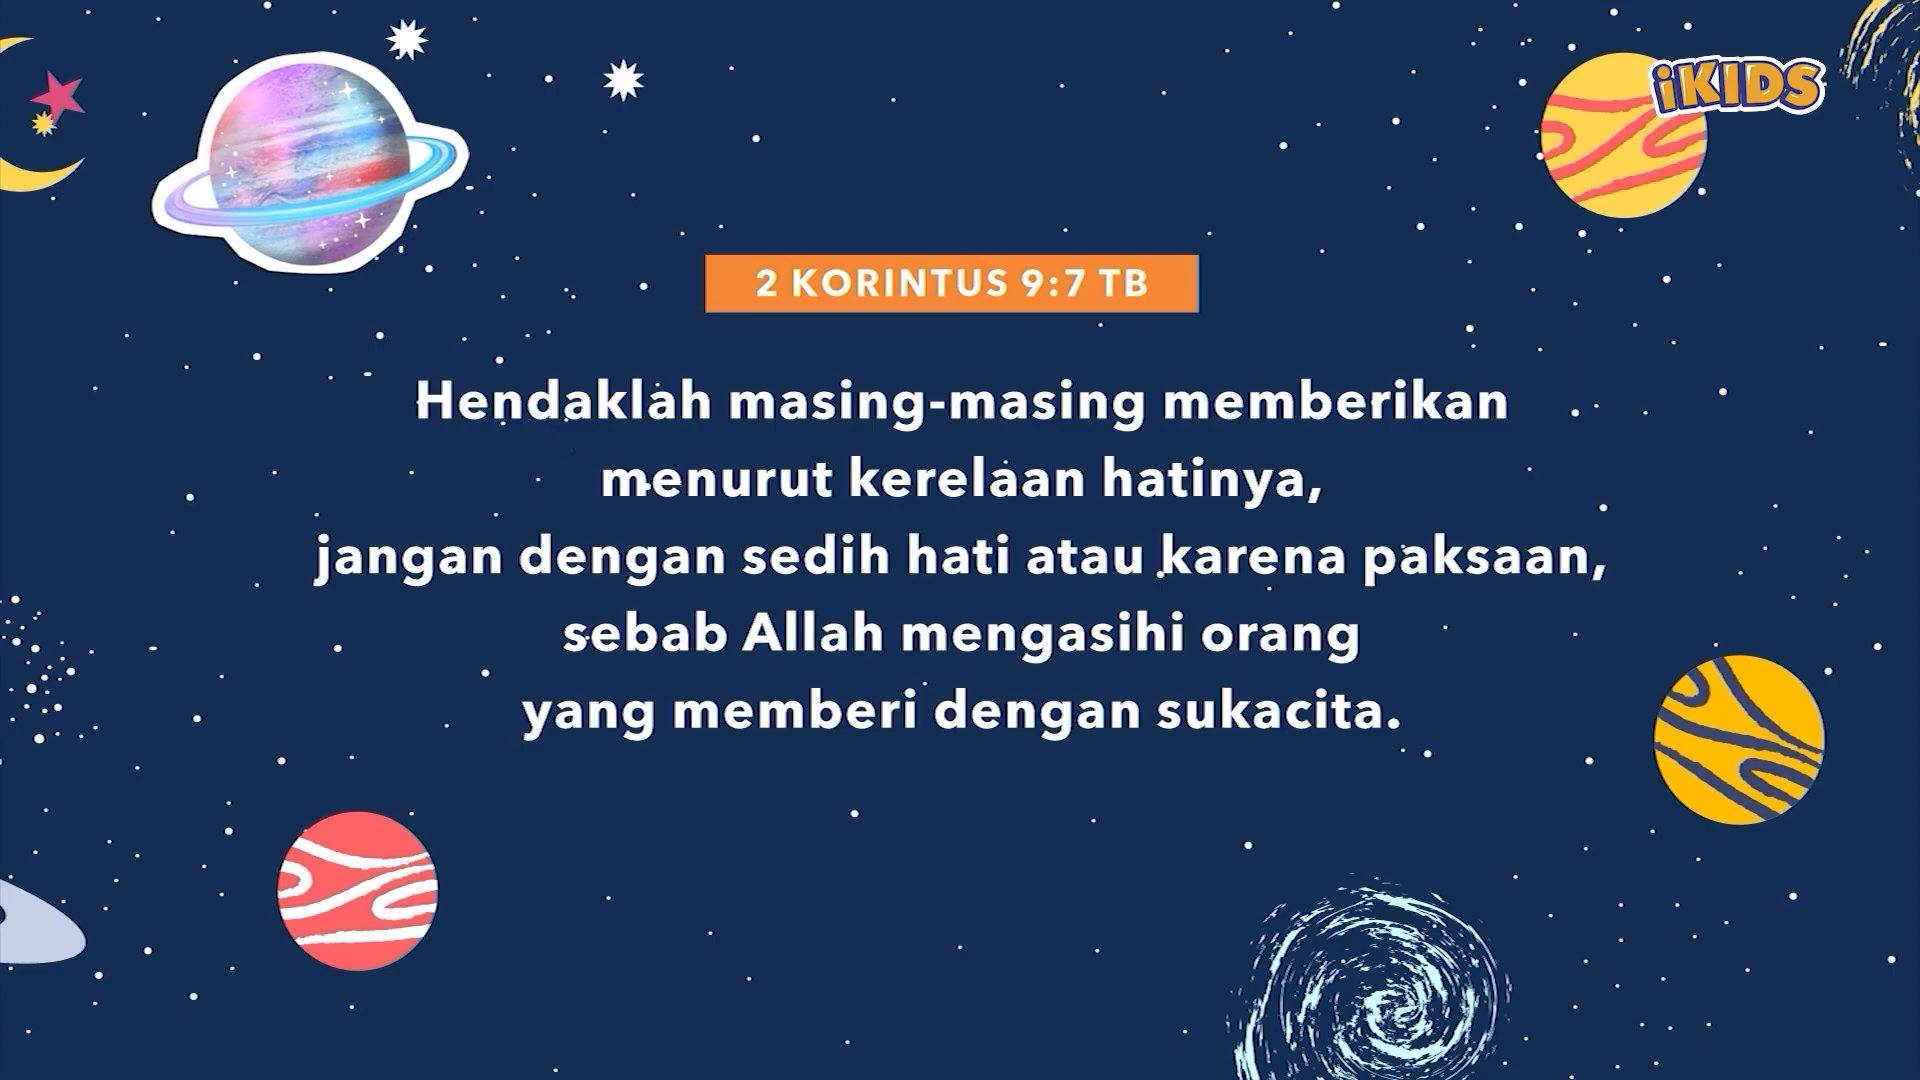 iKIDS
2 KORINTUS 9:7 TB
Hendaklah masing-masing memberikan
menurut kerelaan hatinya,
jangan dengan sedih hati atau karena paksaan,
sebab Allah mengasihi orang
yang memberi dengan sukacita.